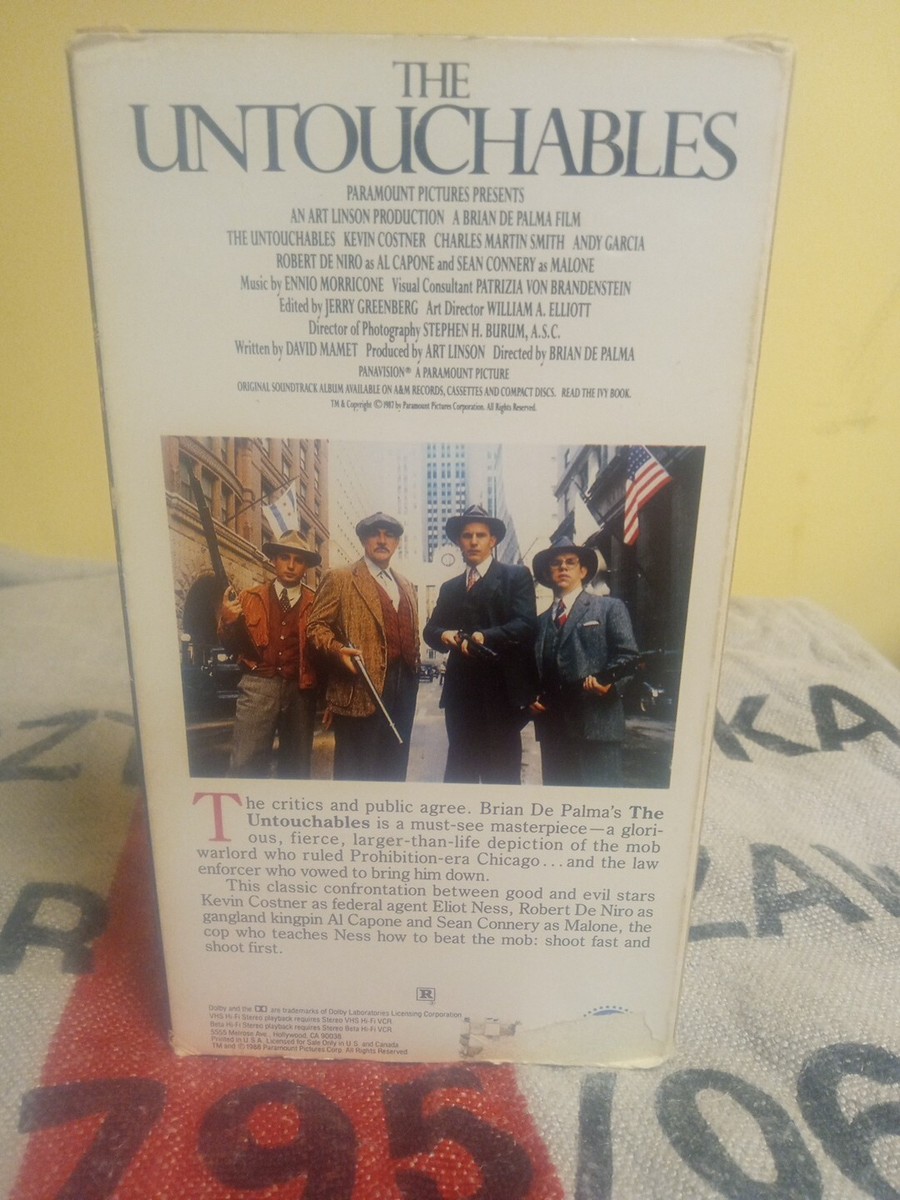 THE
UNTOUCHABLES
PARAMOUNT PICTURES PRESENTS
AN ART LINSON PRODUCTION A BRIAN DE PALMA FILM
THE UNTOUCHABLES KEVIN COSTNER CHARLES MARTIN SMITH ANDY GARCIA
ROBERT DE NIRO as AL CAPONE and SEAN CONNERY as MALONE
Music by ENNIO MORRICONE Visual Consultant PATRIZIA VON BRANDENSTEIN
Edited by JERRY GREENBERG Art Director WILLIAM A. ELLIOTT
Director of Photography STEPHEN H. BURUM, A.S.C.
Written by DAVID MAMET Produced by ART LINSON Directed by BRIAN DE PALMA
PANAVISION® A PARAMOUNT PICTURE
ORIGINAL SOUNDTRACK ALBUM AVAILABLE ON A&M RECORDS, CASSETTES AND COMPACT DISCS. READ THE IVY BOOK.
TM & Copyright © 1987 by Paramount Pictures Corporation. All Rights Reserved.
The critics and public agree. Brian De Palma's The
Untouchables is a must-see masterpiece—a glori-
ous, fierce, larger-than-life depiction of the mob
warlord who ruled Prohibition-era Chicago...and the law
enforcer who vowed to bring him down.
This classic confrontation between good and evil stars
Kevin Costner as federal agent Eliot Ness, Robert De Niro as
gangland kingpin Al Capone and Sean Connery as Malone, the
cop who teaches Ness how to beat the mob: shoot fast and
shoot first.
R
Dolby and the are trademarks of Dolby Laboratories Licensing Corporation
VHS Hi-Fi Stereo playback requires Stereo VHS Hi-Fi VCR
Beta Hi-Fi Stereo playback requires Stereo Beta Hi-Fi VCR
5555 Melrose Ave., Hollywood, CA 90038
Printed in U.S.A. Licensed for Sale Only in U.S. and Canada
TM and © 1988 Paramount Pictures Corp. All Rights Reserved
KA
R
ZAW
795/06